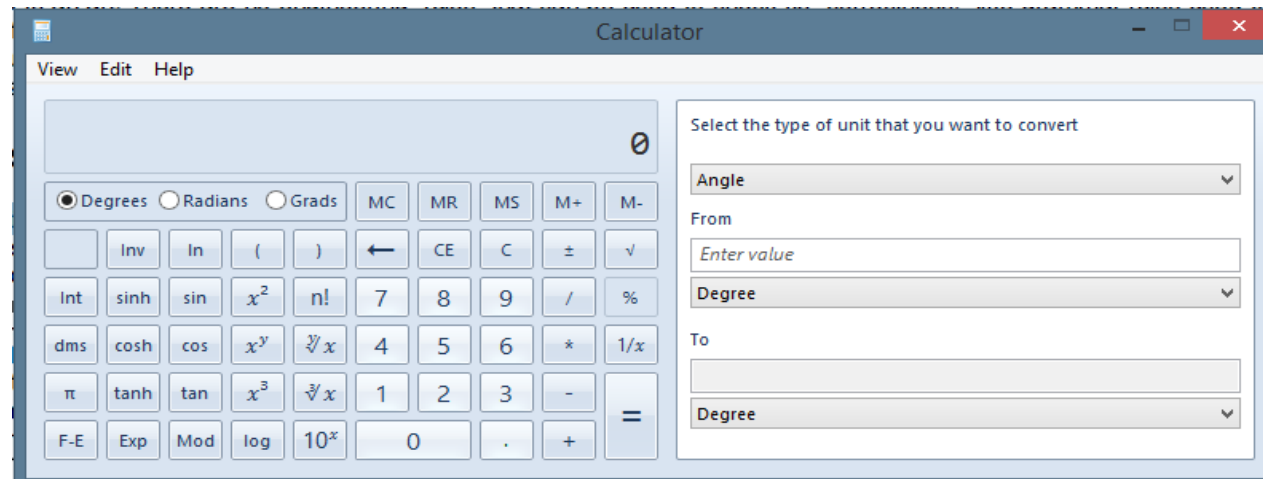 Calculator
View Edit Help
0
Degrees Radians Grads MC MR MS M+ M-
Inv ln ( ) ← CE C ± √
Int sinh sin x² n! 7 8 9 / %
dms cosh cos xʸ ʸ√x 4 5 6 * 1/x
π tanh tan x³ ³√x 1 2 3 - =
F-E Exp Mod log 10ˣ 0 . +
Select the type of unit that you want to convert
Angle
From
Enter value
Degree
To
Degree